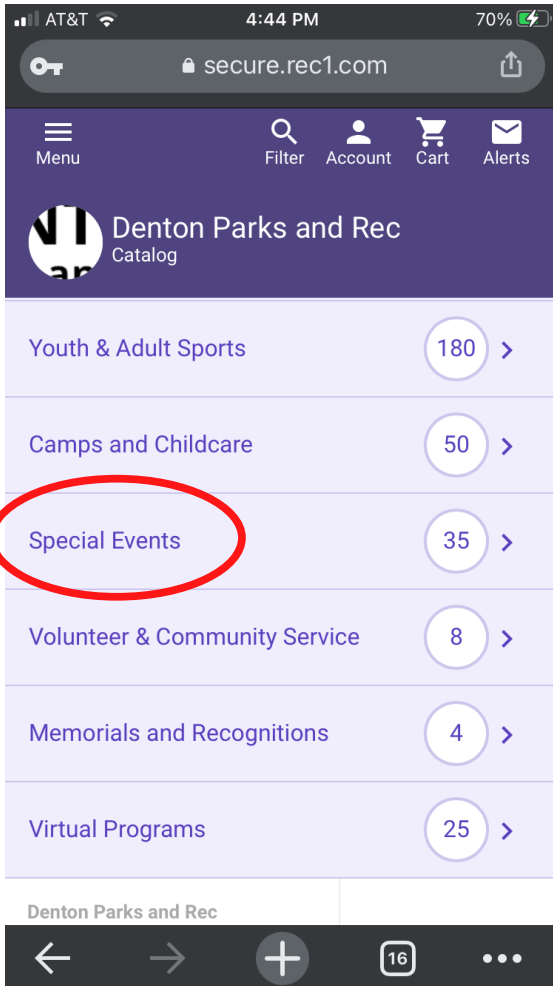 AT&T 4:44 PM 70%
secure.rec1.com
Menu Filter Account Cart Alerts
Denton Parks and Rec
Catalog
Youth & Adult Sports 180
Camps and Childcare 50
Special Events 35
Volunteer & Community Service 8
Memorials and Recognitions 4
Virtual Programs 25
Denton Parks and Rec
16